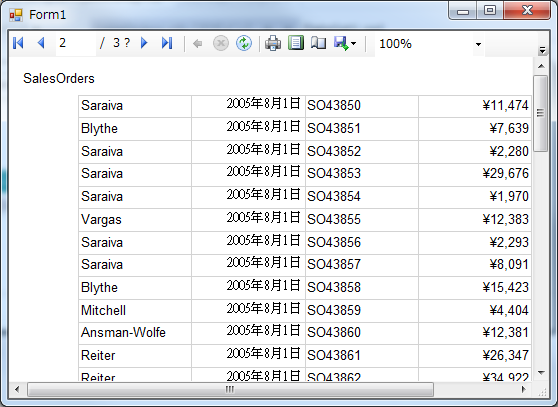 Form1
2 / 3 ? 100%
SalesOrders
Saraiva 2005年8月1日 SO43850 ¥11,474
Blythe 2005年8月1日 SO43851 ¥7,639
Saraiva 2005年8月1日 SO43852 ¥2,280
Saraiva 2005年8月1日 SO43853 ¥29,676
Saraiva 2005年8月1日 SO43854 ¥1,970
Vargas 2005年8月1日 SO43855 ¥12,383
Saraiva 2005年8月1日 SO43856 ¥2,293
Saraiva 2005年8月1日 SO43857 ¥8,091
Blythe 2005年8月1日 SO43858 ¥15,423
Mitchell 2005年8月1日 SO43859 ¥4,404
Ansman-Wolfe 2005年8月1日 SO43860 ¥12,381
Reiter 2005年8月1日 SO43861 ¥26,347
Reiter 2005年8月1日 SO43862 ¥34,922